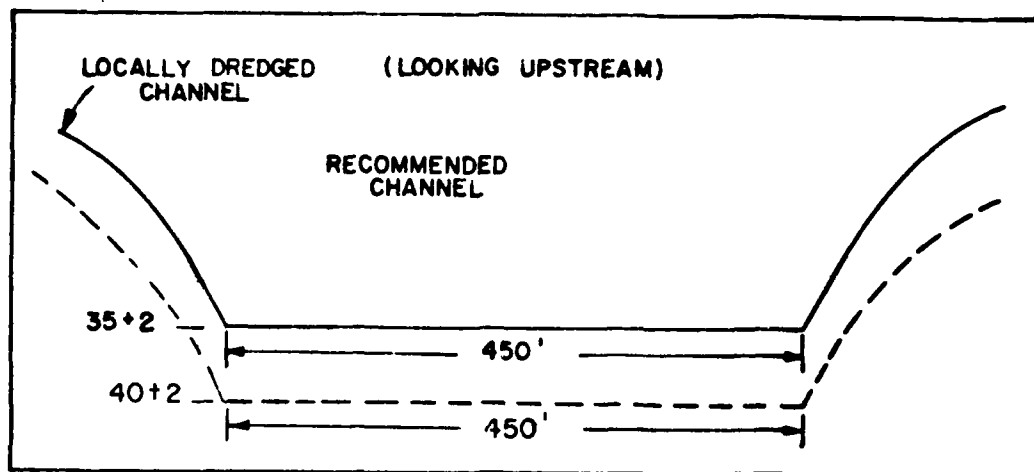 LOCALLY DREDGED (LOOKING UPSTREAM)
CHANNEL
RECOMMENDED
CHANNEL
35+2
450'
40+2
450'